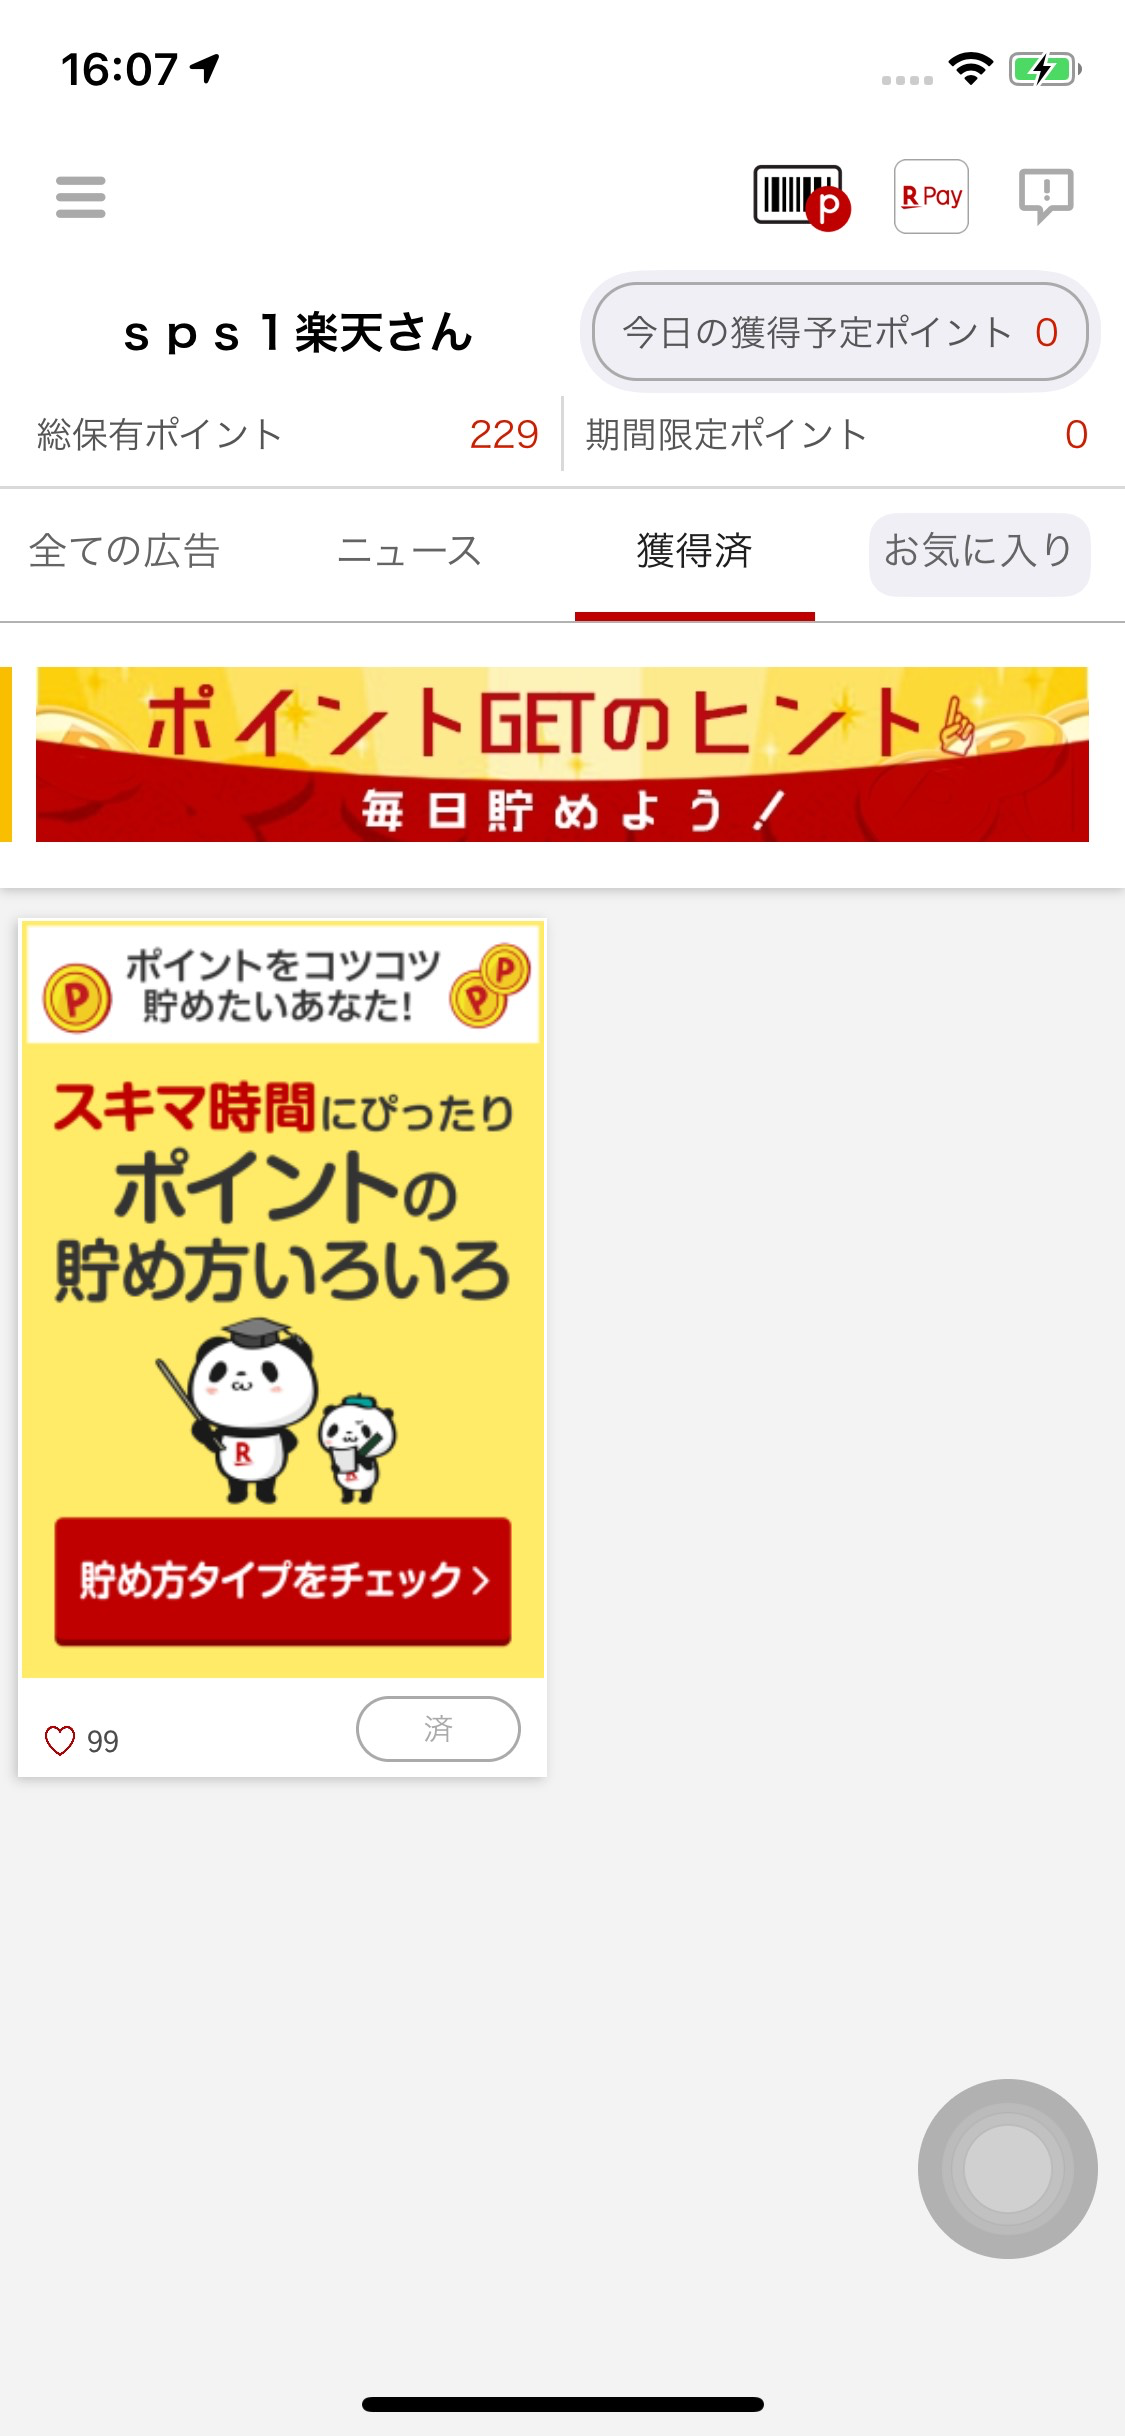 16:07
R Pay
ｓｐｓ１楽天さん
今日の獲得予定ポイント 0
総保有ポイント 229
期間限定ポイント 0
全ての広告 ニュース 獲得済 お気に入り
ポイントGETのヒント
毎日貯めよう！
ポイントをコツコツ
貯めたいあなた!
スキマ時間にぴったり
ポイントの
貯め方いろいろ
R
貯め方タイプをチェック
99
済